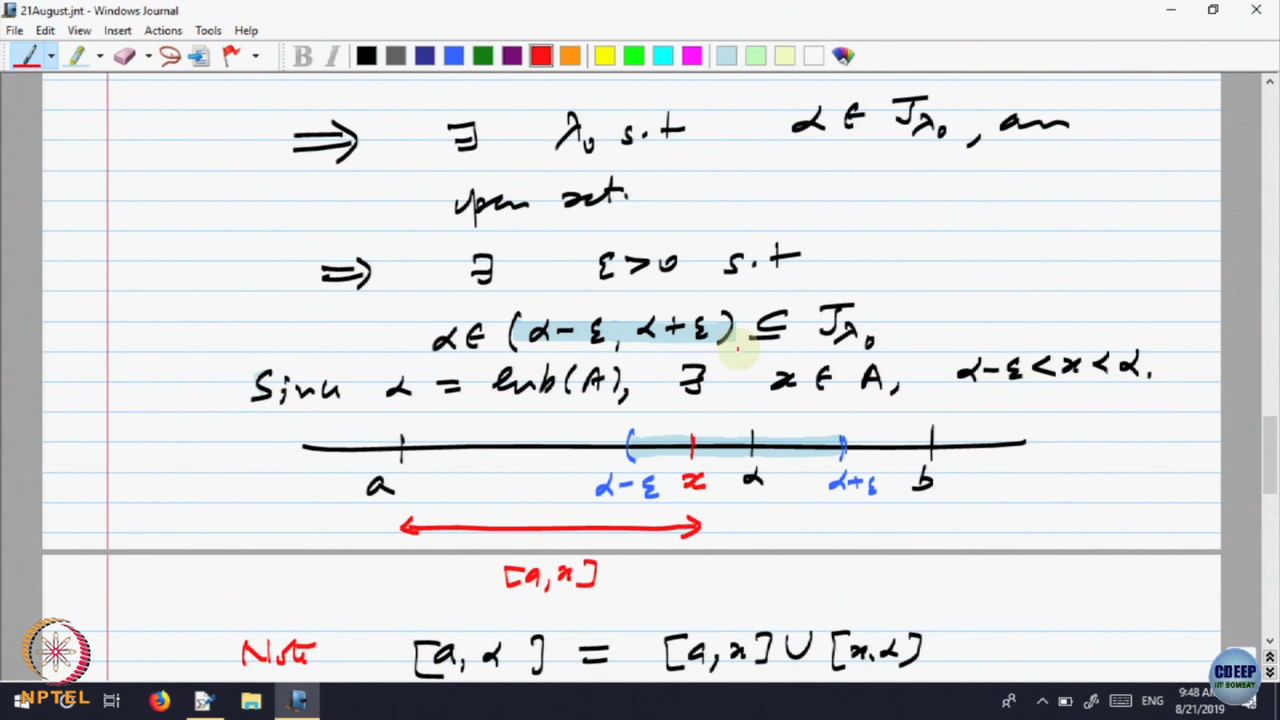 21August.jnt - Windows Journal
File Edit View Insert Actions Tools Help
B I
⟹ ∃ λ₀ s.t α ∈ J_λ₀, an
open set.
⟹ ∃ ε>0 s.t
α ∈ (α-ε, α+ε) ⊆ J_λ₀
Since α = lub(A), ∃ x ∈ A, α-ε<x<α.
a α-ε x α α+ε b
[a,x]
Note [a, α] = [a,x] ∪ [x,α]
NPTEL
CDEEP
IIT BOMBAY
ENG
9:48 AM
8/21/2019